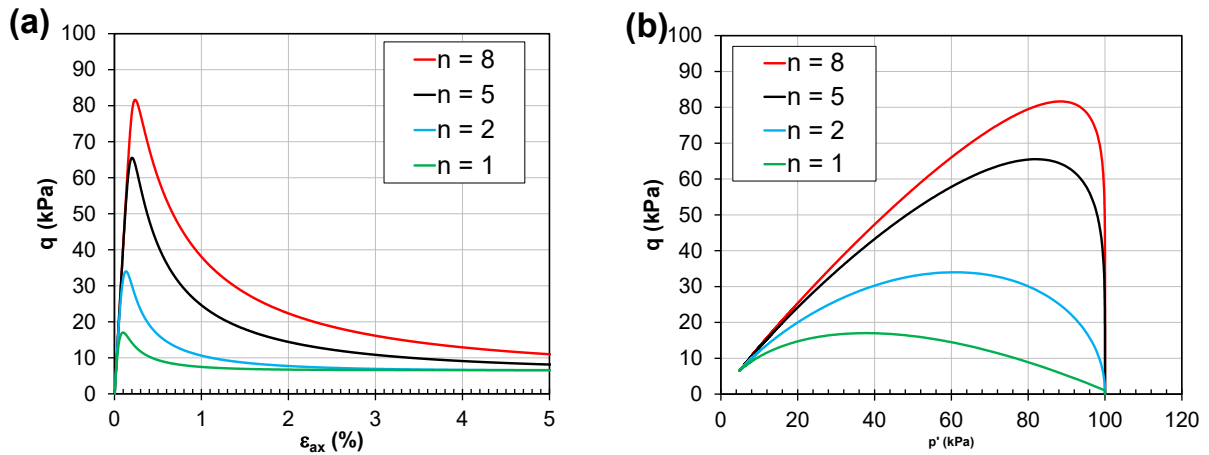 (a)
100
90
80
70
60
50
40
30
20
10
0
q (kPa)
n = 8
n = 5
n = 2
n = 1
0 1 2 3 4 5
εax (%)
(b)
100
90
80
70
60
50
40
30
20
10
0
q (kPa)
n = 8
n = 5
n = 2
n = 1
0 20 40 60 80 100 120
p' (kPa)